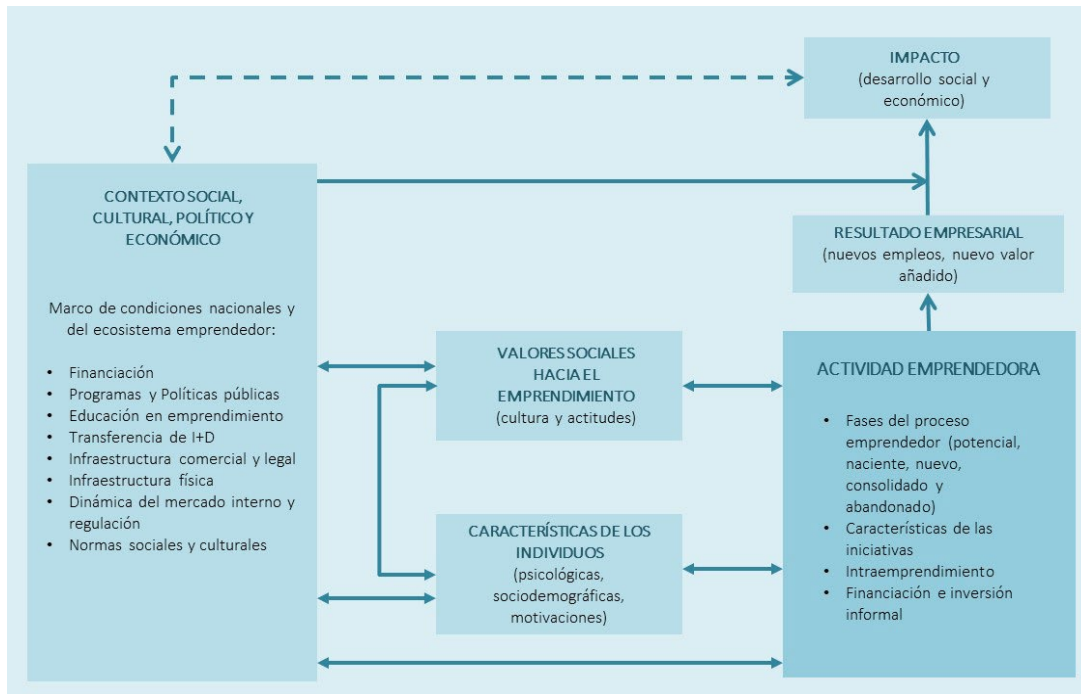 IMPACTO
(desarrollo social y
económico)
CONTEXTO SOCIAL,
CULTURAL, POLÍTICO Y
ECONÓMICO
Marco de condiciones nacionales y
del ecosistema emprendedor:
• Financiación
• Programas y Políticas públicas
• Educación en emprendimiento
• Transferencia de I+D
• Infraestructura comercial y legal
• Infraestructura física
• Dinámica del mercado interno y
regulación
• Normas sociales y culturales
RESULTADO EMPRESARIAL
(nuevos empleos, nuevo valor
añadido)
VALORES SOCIALES
HACIA EL
EMPRENDIMIENTO
(cultura y actitudes)
CARACTERÍSTICAS DE LOS
INDIVIDUOS
(psicológicas,
sociodemográficas,
motivaciones)
ACTIVIDAD EMPRENDEDORA
• Fases del proceso
emprendedor (potencial,
naciente, nuevo,
consolidado y
abandonado)
• Características de las
iniciativas
• Intraemprendimiento
• Financiación e inversión
informal